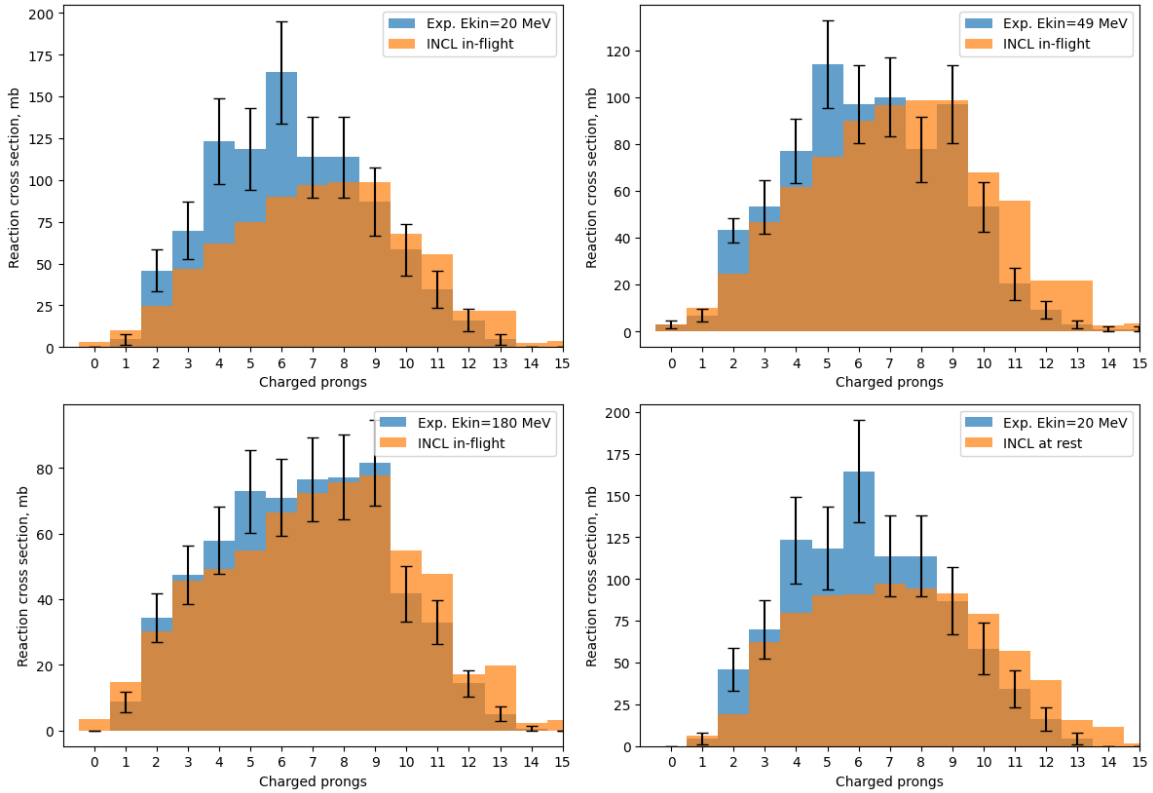 Exp. Ekin=20 MeV
INCL in-flight
Reaction cross section, mb
200
175
150
125
100
75
50
25
0
0 1 2 3 4 5 6 7 8 9 10 11 12 13 14 15
Charged prongs
Exp. Ekin=49 MeV
INCL in-flight
Reaction cross section, mb
120
100
80
60
40
20
0
0 1 2 3 4 5 6 7 8 9 10 11 12 13 14 15
Charged prongs
Exp. Ekin=180 MeV
INCL in-flight
Reaction cross section, mb
80
60
40
20
0
0 1 2 3 4 5 6 7 8 9 10 11 12 13 14 15
Charged prongs
Exp. Ekin=20 MeV
INCL at rest
Reaction cross section, mb
200
175
150
125
100
75
50
25
0
0 1 2 3 4 5 6 7 8 9 10 11 12 13 14 15
Charged prongs